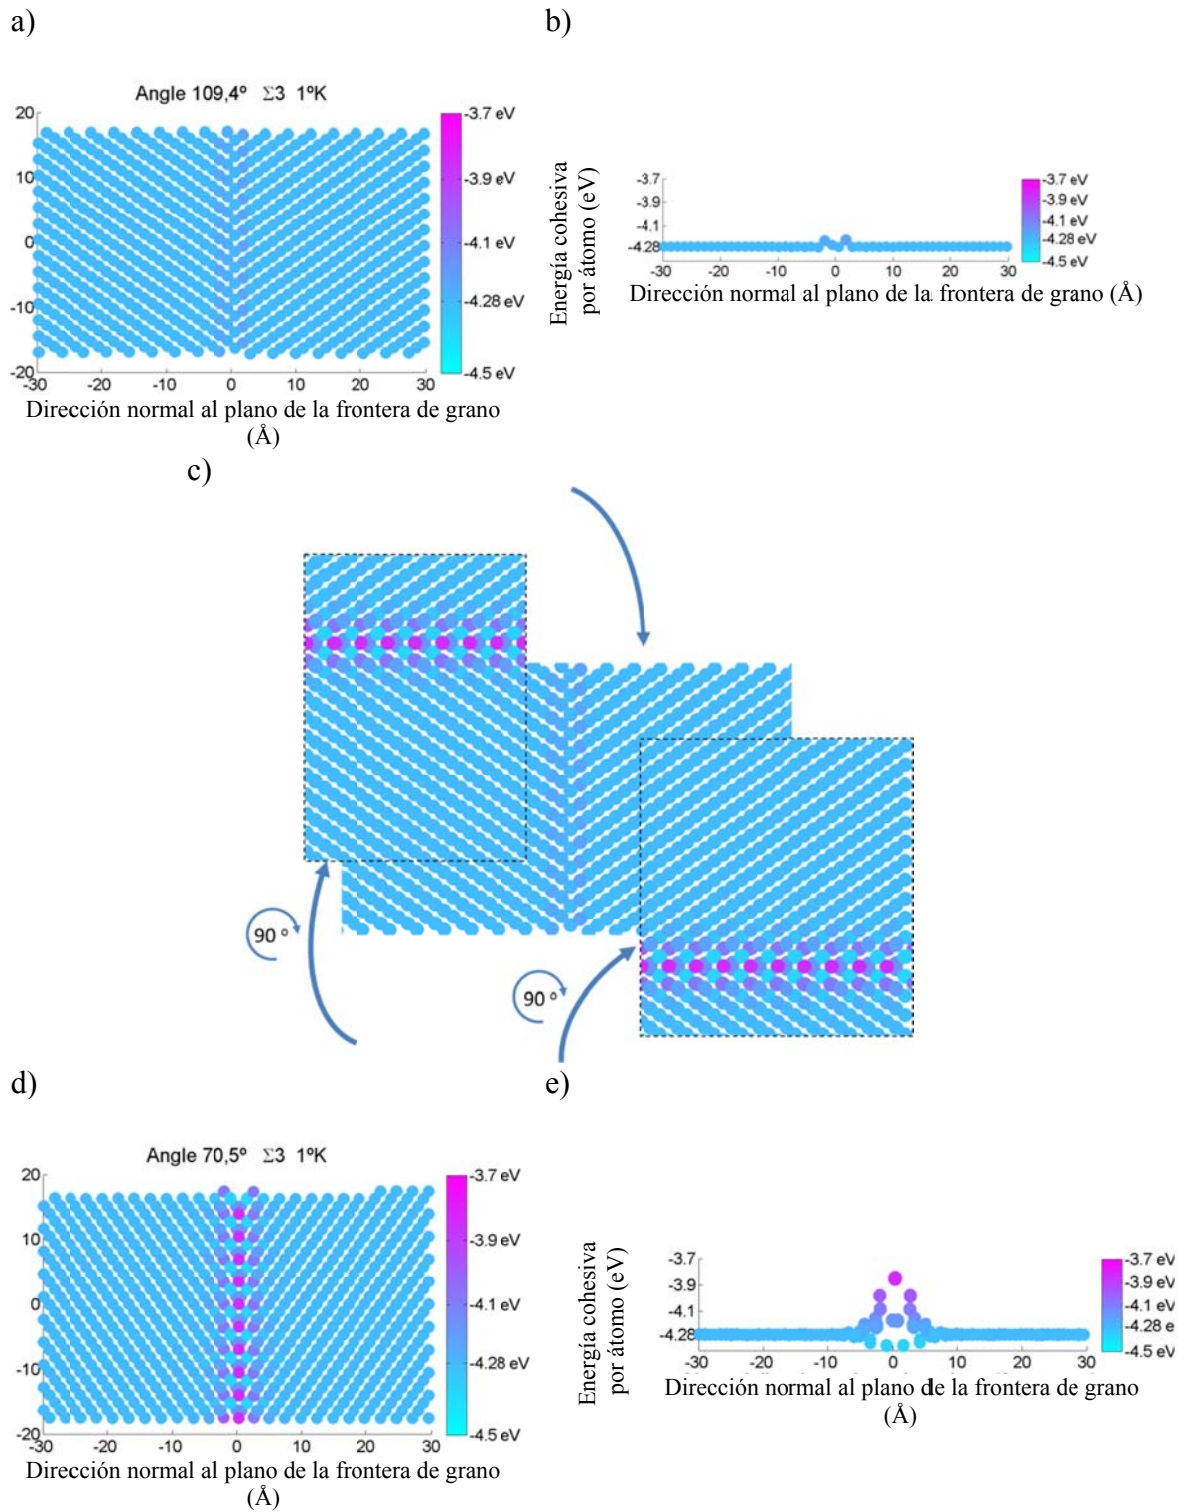 a)
b)
Angle 109,4º Σ3 1ºK
20
10
0
-10
-20
-30 -20 -10 0 10 20 30
-3.7 eV
-3.9 eV
-4.1 eV
-4.28 eV
-4.5 eV
Dirección normal al plano de la frontera de grano
(Å)
Energía cohesiva
por átomo (eV)
-3.7
-3.9
-4.1
-4.28
-30 -20 -10 0 10 20 30
-3.7 eV
-3.9 eV
-4.1 eV
-4.28 eV
-4.5 eV
Dirección normal al plano de la frontera de grano (Å)
c)
90 º
90 º
d)
e)
Angle 70,5º Σ3 1ºK
20
10
0
-10
-20
-30 -20 -10 0 10 20 30
-3.7 eV
-3.9 eV
-4.1 eV
-4.28 eV
-4.5 eV
Dirección normal al plano de la frontera de grano
(Å)
Energía cohesiva
por átomo (eV)
-3.7
-3.9
-4.1
-4.28
-30 -20 -10 0 10 20 30
-3.7 eV
-3.9 eV
-4.1 eV
-4.28 e
-4.5 eV
Dirección normal al plano de la frontera de grano
(Å)